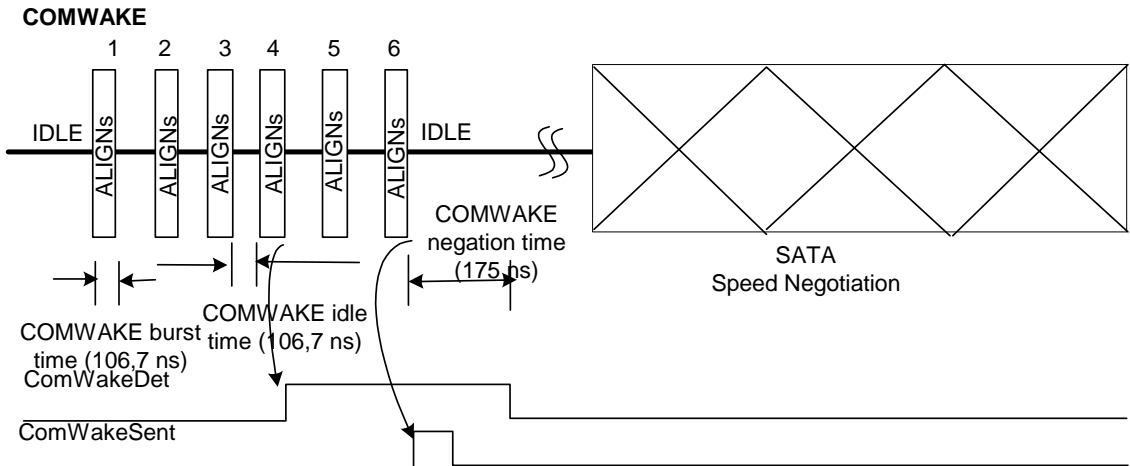 COMWAKE
1 2 3 4 5 6
IDLE
ALIGNs
ALIGNs
ALIGNs
ALIGNs
ALIGNs
ALIGNs
IDLE
COMWAKE
negation time
(175 ns)
SATA
Speed Negotiation
COMWAKE burst
time (106,7 ns)
COMWAKE idle
time (106,7 ns)
ComWakeDet
ComWakeSent